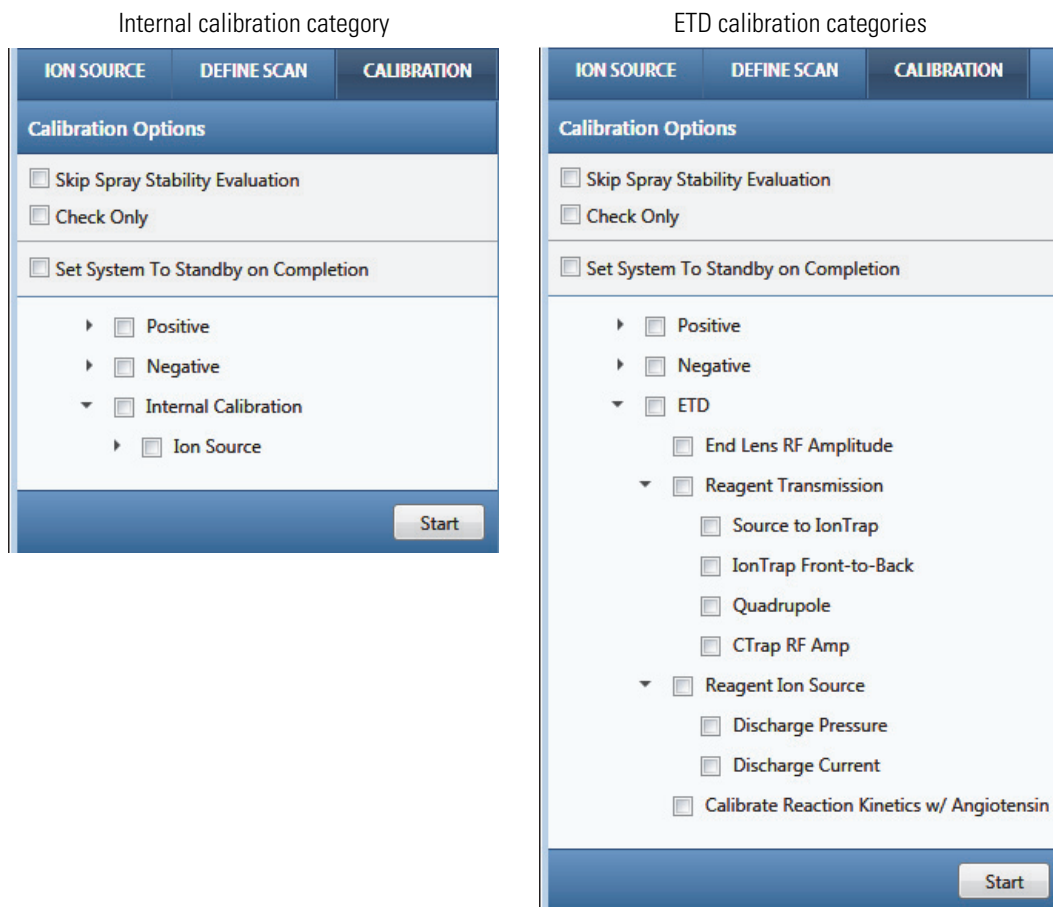 Internal calibration category
ION SOURCE DEFINE SCAN CALIBRATION
Calibration Options
Skip Spray Stability Evaluation
Check Only
Set System To Standby on Completion
Positive
Negative
Internal Calibration
Ion Source
Start
ETD calibration categories
ION SOURCE DEFINE SCAN CALIBRATION
Calibration Options
Skip Spray Stability Evaluation
Check Only
Set System To Standby on Completion
Positive
Negative
ETD
End Lens RF Amplitude
Reagent Transmission
Source to IonTrap
IonTrap Front-to-Back
Quadrupole
CTrap RF Amp
Reagent Ion Source
Discharge Pressure
Discharge Current
Calibrate Reaction Kinetics w/ Angiotensin
Start